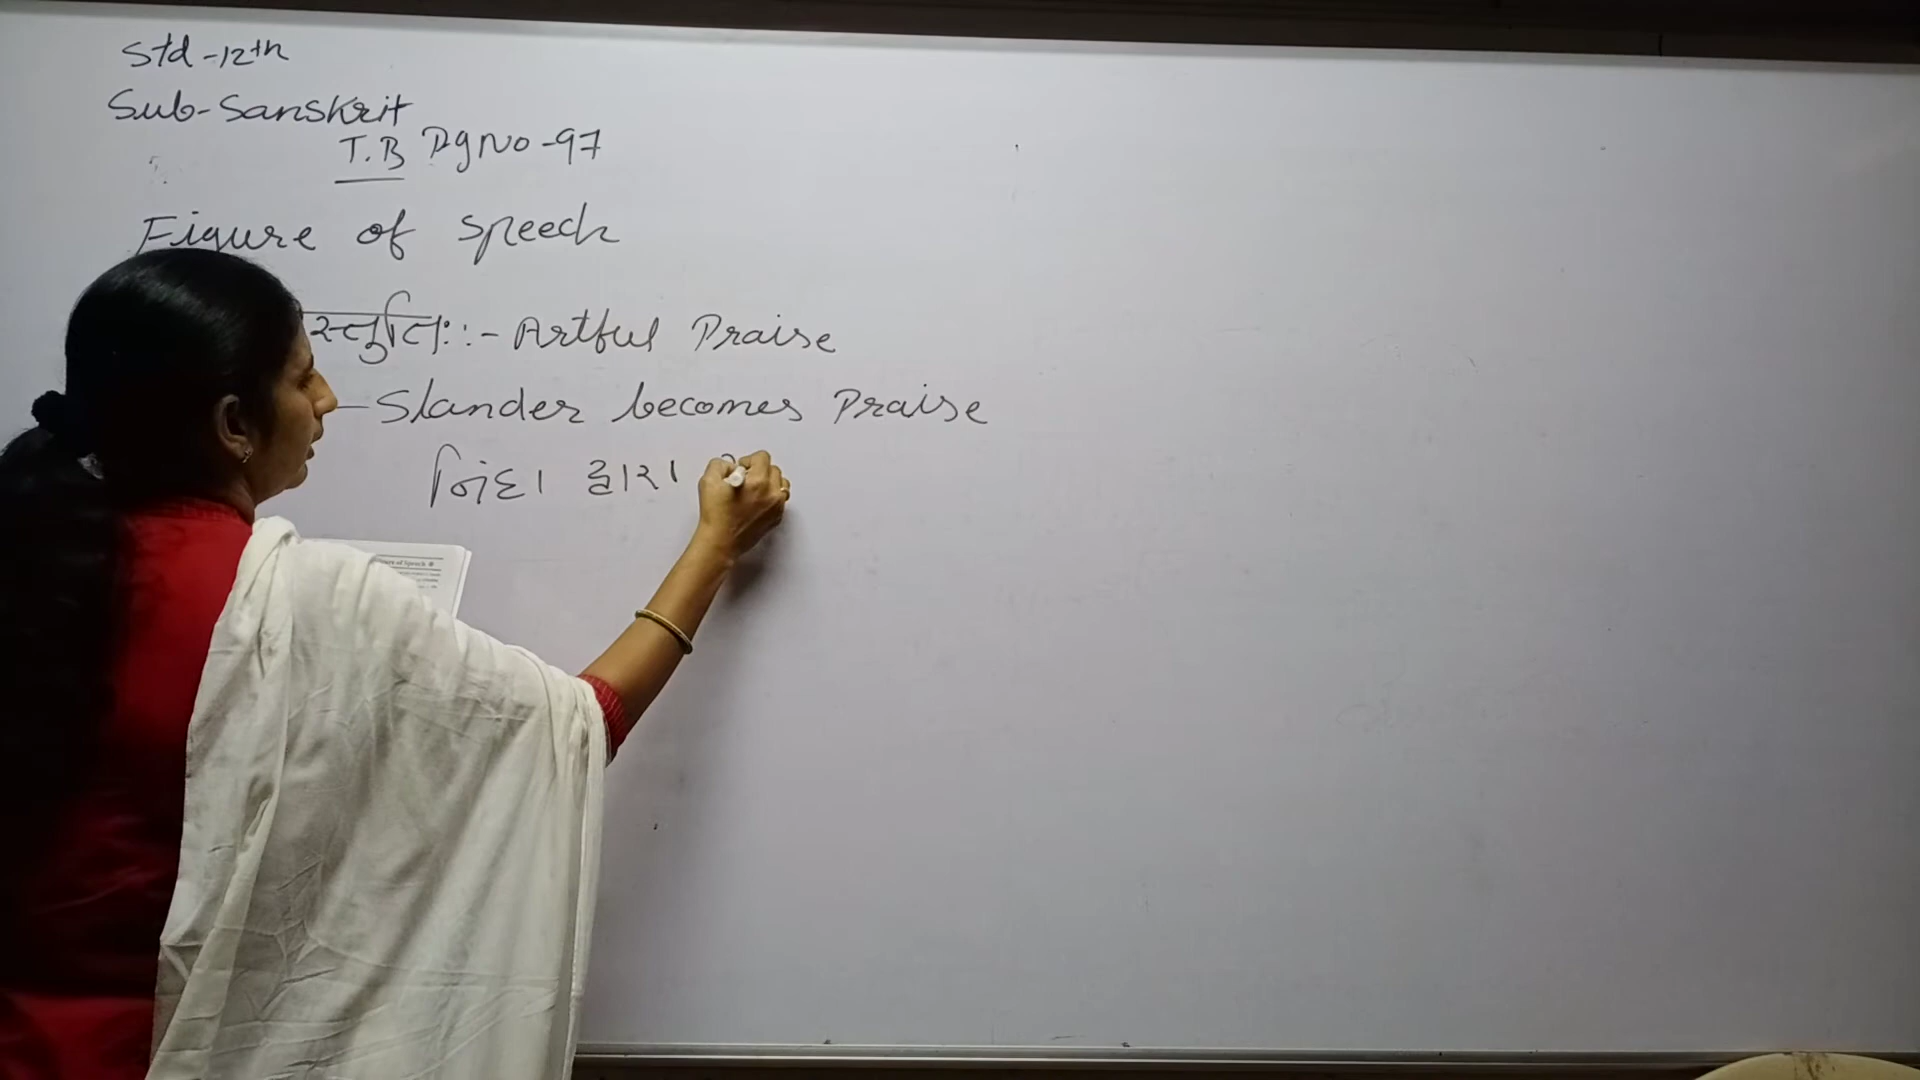 Std-12th
Sub-Sanskrit
T.B Pg No-97
Figure of speech
स्तुतिः:- Artful Praise
- Slander becomes Praise
નિંદા દ્વારા